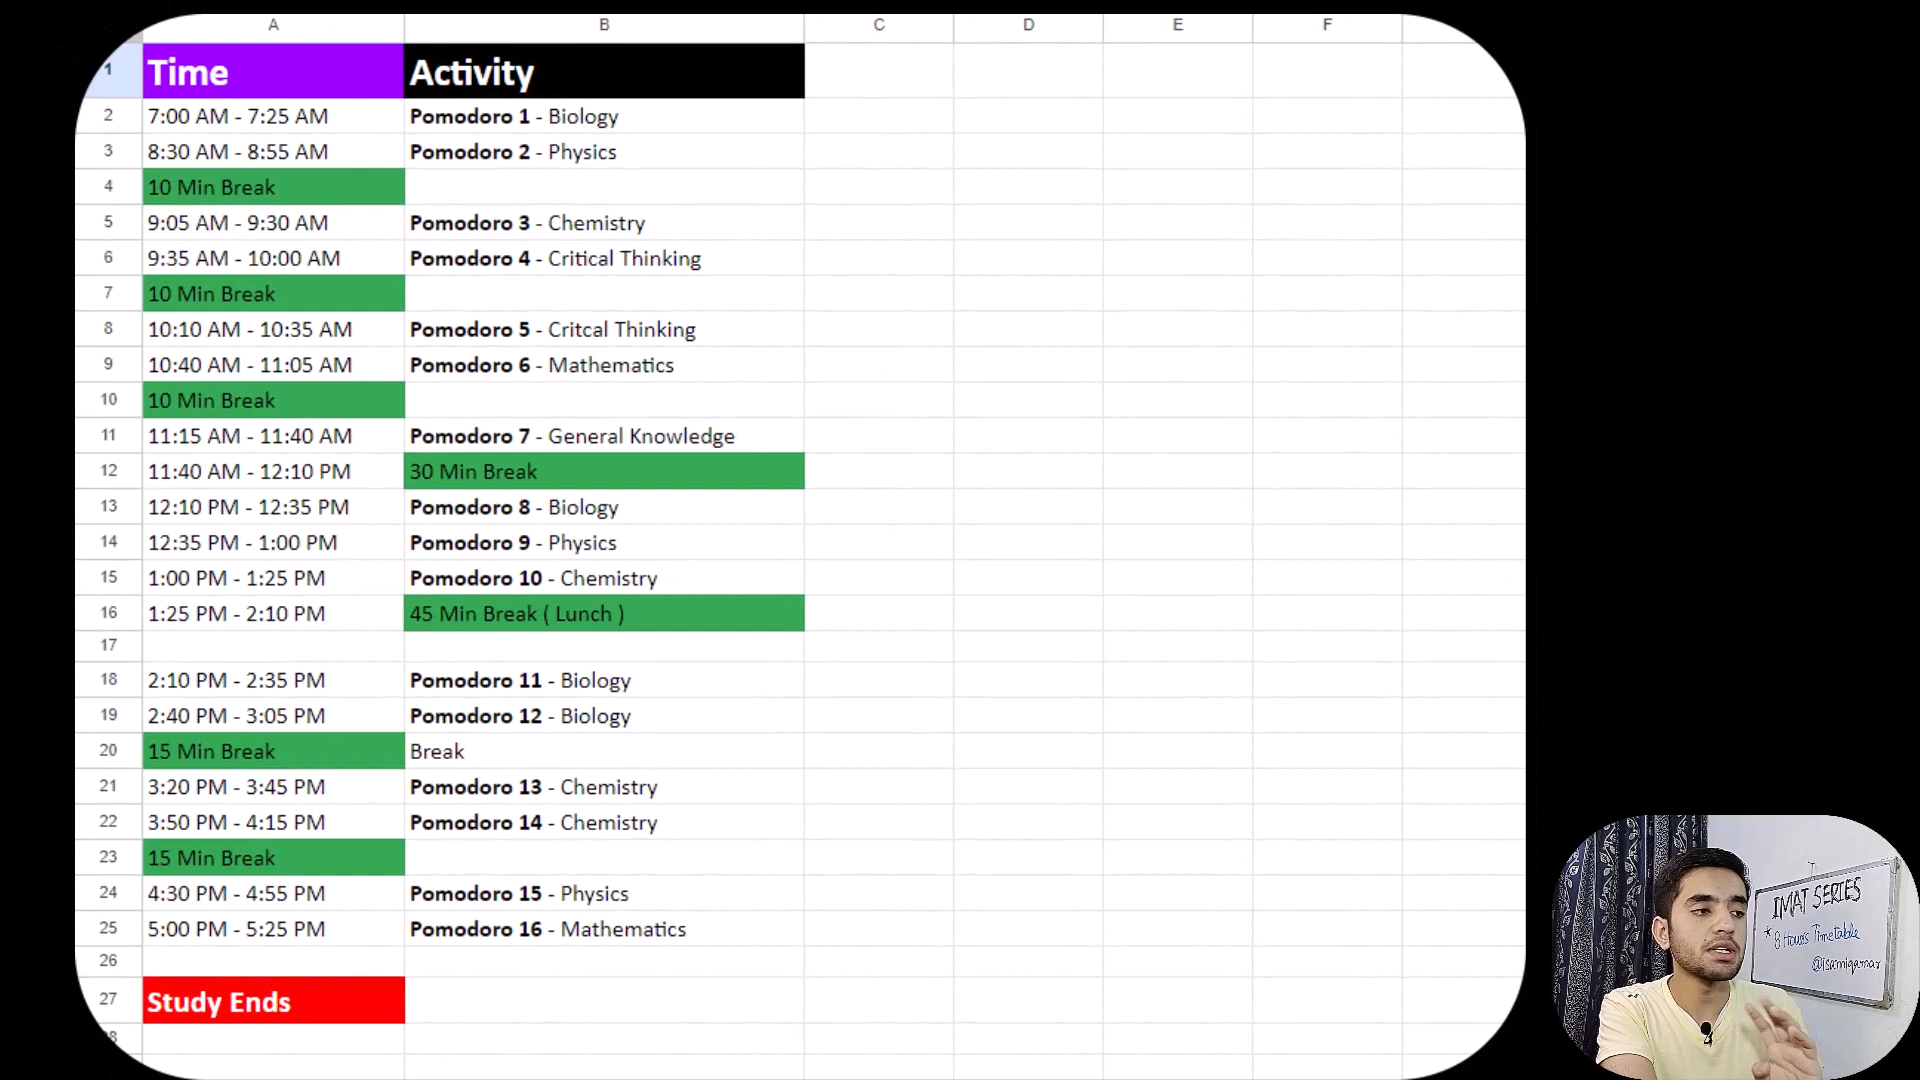 A B C D E F
1 Time Activity
2 7:00 AM - 7:25 AM Pomodoro 1 - Biology
3 8:30 AM - 8:55 AM Pomodoro 2 - Physics
4 10 Min Break
5 9:05 AM - 9:30 AM Pomodoro 3 - Chemistry
6 9:35 AM - 10:00 AM Pomodoro 4 - Critical Thinking
7 10 Min Break
8 10:10 AM - 10:35 AM Pomodoro 5 - Critcal Thinking
9 10:40 AM - 11:05 AM Pomodoro 6 - Mathematics
10 10 Min Break
11 11:15 AM - 11:40 AM Pomodoro 7 - General Knowledge
12 11:40 AM - 12:10 PM 30 Min Break
13 12:10 PM - 12:35 PM Pomodoro 8 - Biology
14 12:35 PM - 1:00 PM Pomodoro 9 - Physics
15 1:00 PM - 1:25 PM Pomodoro 10 - Chemistry
16 1:25 PM - 2:10 PM 45 Min Break ( Lunch )
17
18 2:10 PM - 2:35 PM Pomodoro 11 - Biology
19 2:40 PM - 3:05 PM Pomodoro 12 - Biology
20 15 Min Break Break
21 3:20 PM - 3:45 PM Pomodoro 13 - Chemistry
22 3:50 PM - 4:15 PM Pomodoro 14 - Chemistry
23 15 Min Break
24 4:30 PM - 4:55 PM Pomodoro 15 - Physics
25 5:00 PM - 5:25 PM Pomodoro 16 - Mathematics
26
27 Study Ends
IMAT SERIES
* 8 Hours Timetable
@isamiqamar